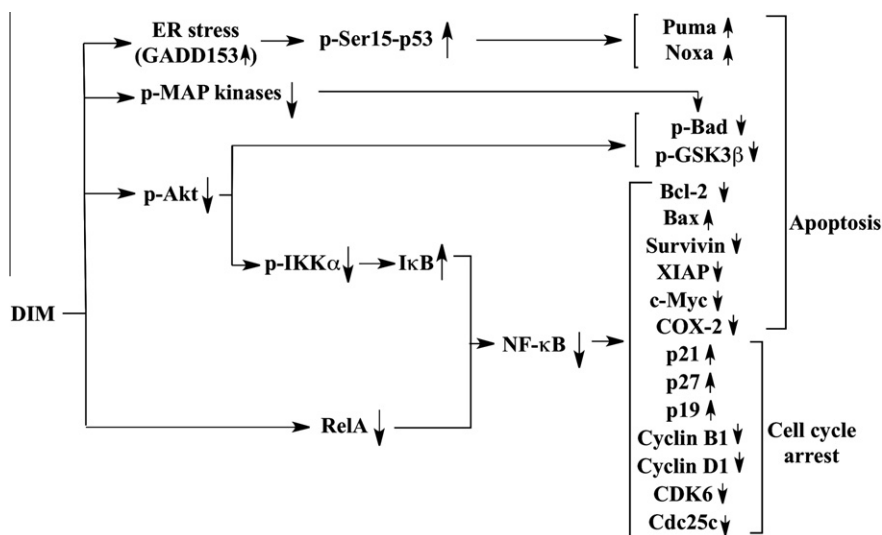 ER stress
(GADD153)
p-Ser15-p53
Puma
Noxa
p-MAP kinases
p-Bad
p-GSK3β
p-Akt
Bcl-2
Bax
Survivin
XIAP
c-Myc
COX-2
Apoptosis
p-IKKα
IκB
DIM
NF-κB
RelA
p21
p27
p19
Cyclin B1
Cyclin D1
CDK6
Cdc25c
Cell cycle
arrest